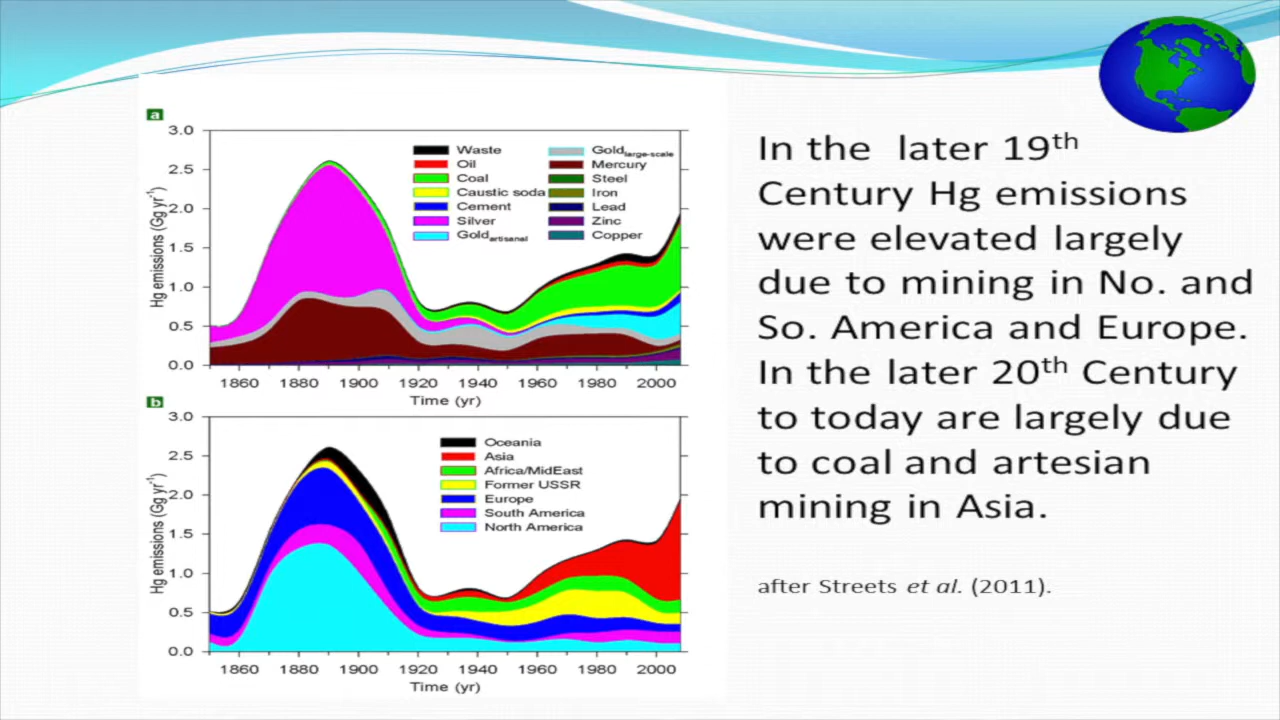 a
3.0
2.5
2.0
1.5
1.0
0.5
0.0
Hg emissions (Gg yr-1)
Waste
Oil
Coal
Caustic soda
Cement
Silver
Goldartisanal
Goldlarge-scale
Mercury
Steel
Iron
Lead
Zinc
Copper
1860 1880 1900 1920 1940 1960 1980 2000
Time (yr)
b
3.0
2.5
2.0
1.5
1.0
0.5
0.0
Hg emissions (Gg yr-1)
Oceania
Asia
Africa/MidEast
Former USSR
Europe
South America
North America
1860 1880 1900 1920 1940 1960 1980 2000
Time (yr)
In the later 19th
Century Hg emissions
were elevated largely
due to mining in No. and
So. America and Europe.
In the later 20th Century
to today are largely due
to coal and artesian
mining in Asia.
after Streets et al. (2011).